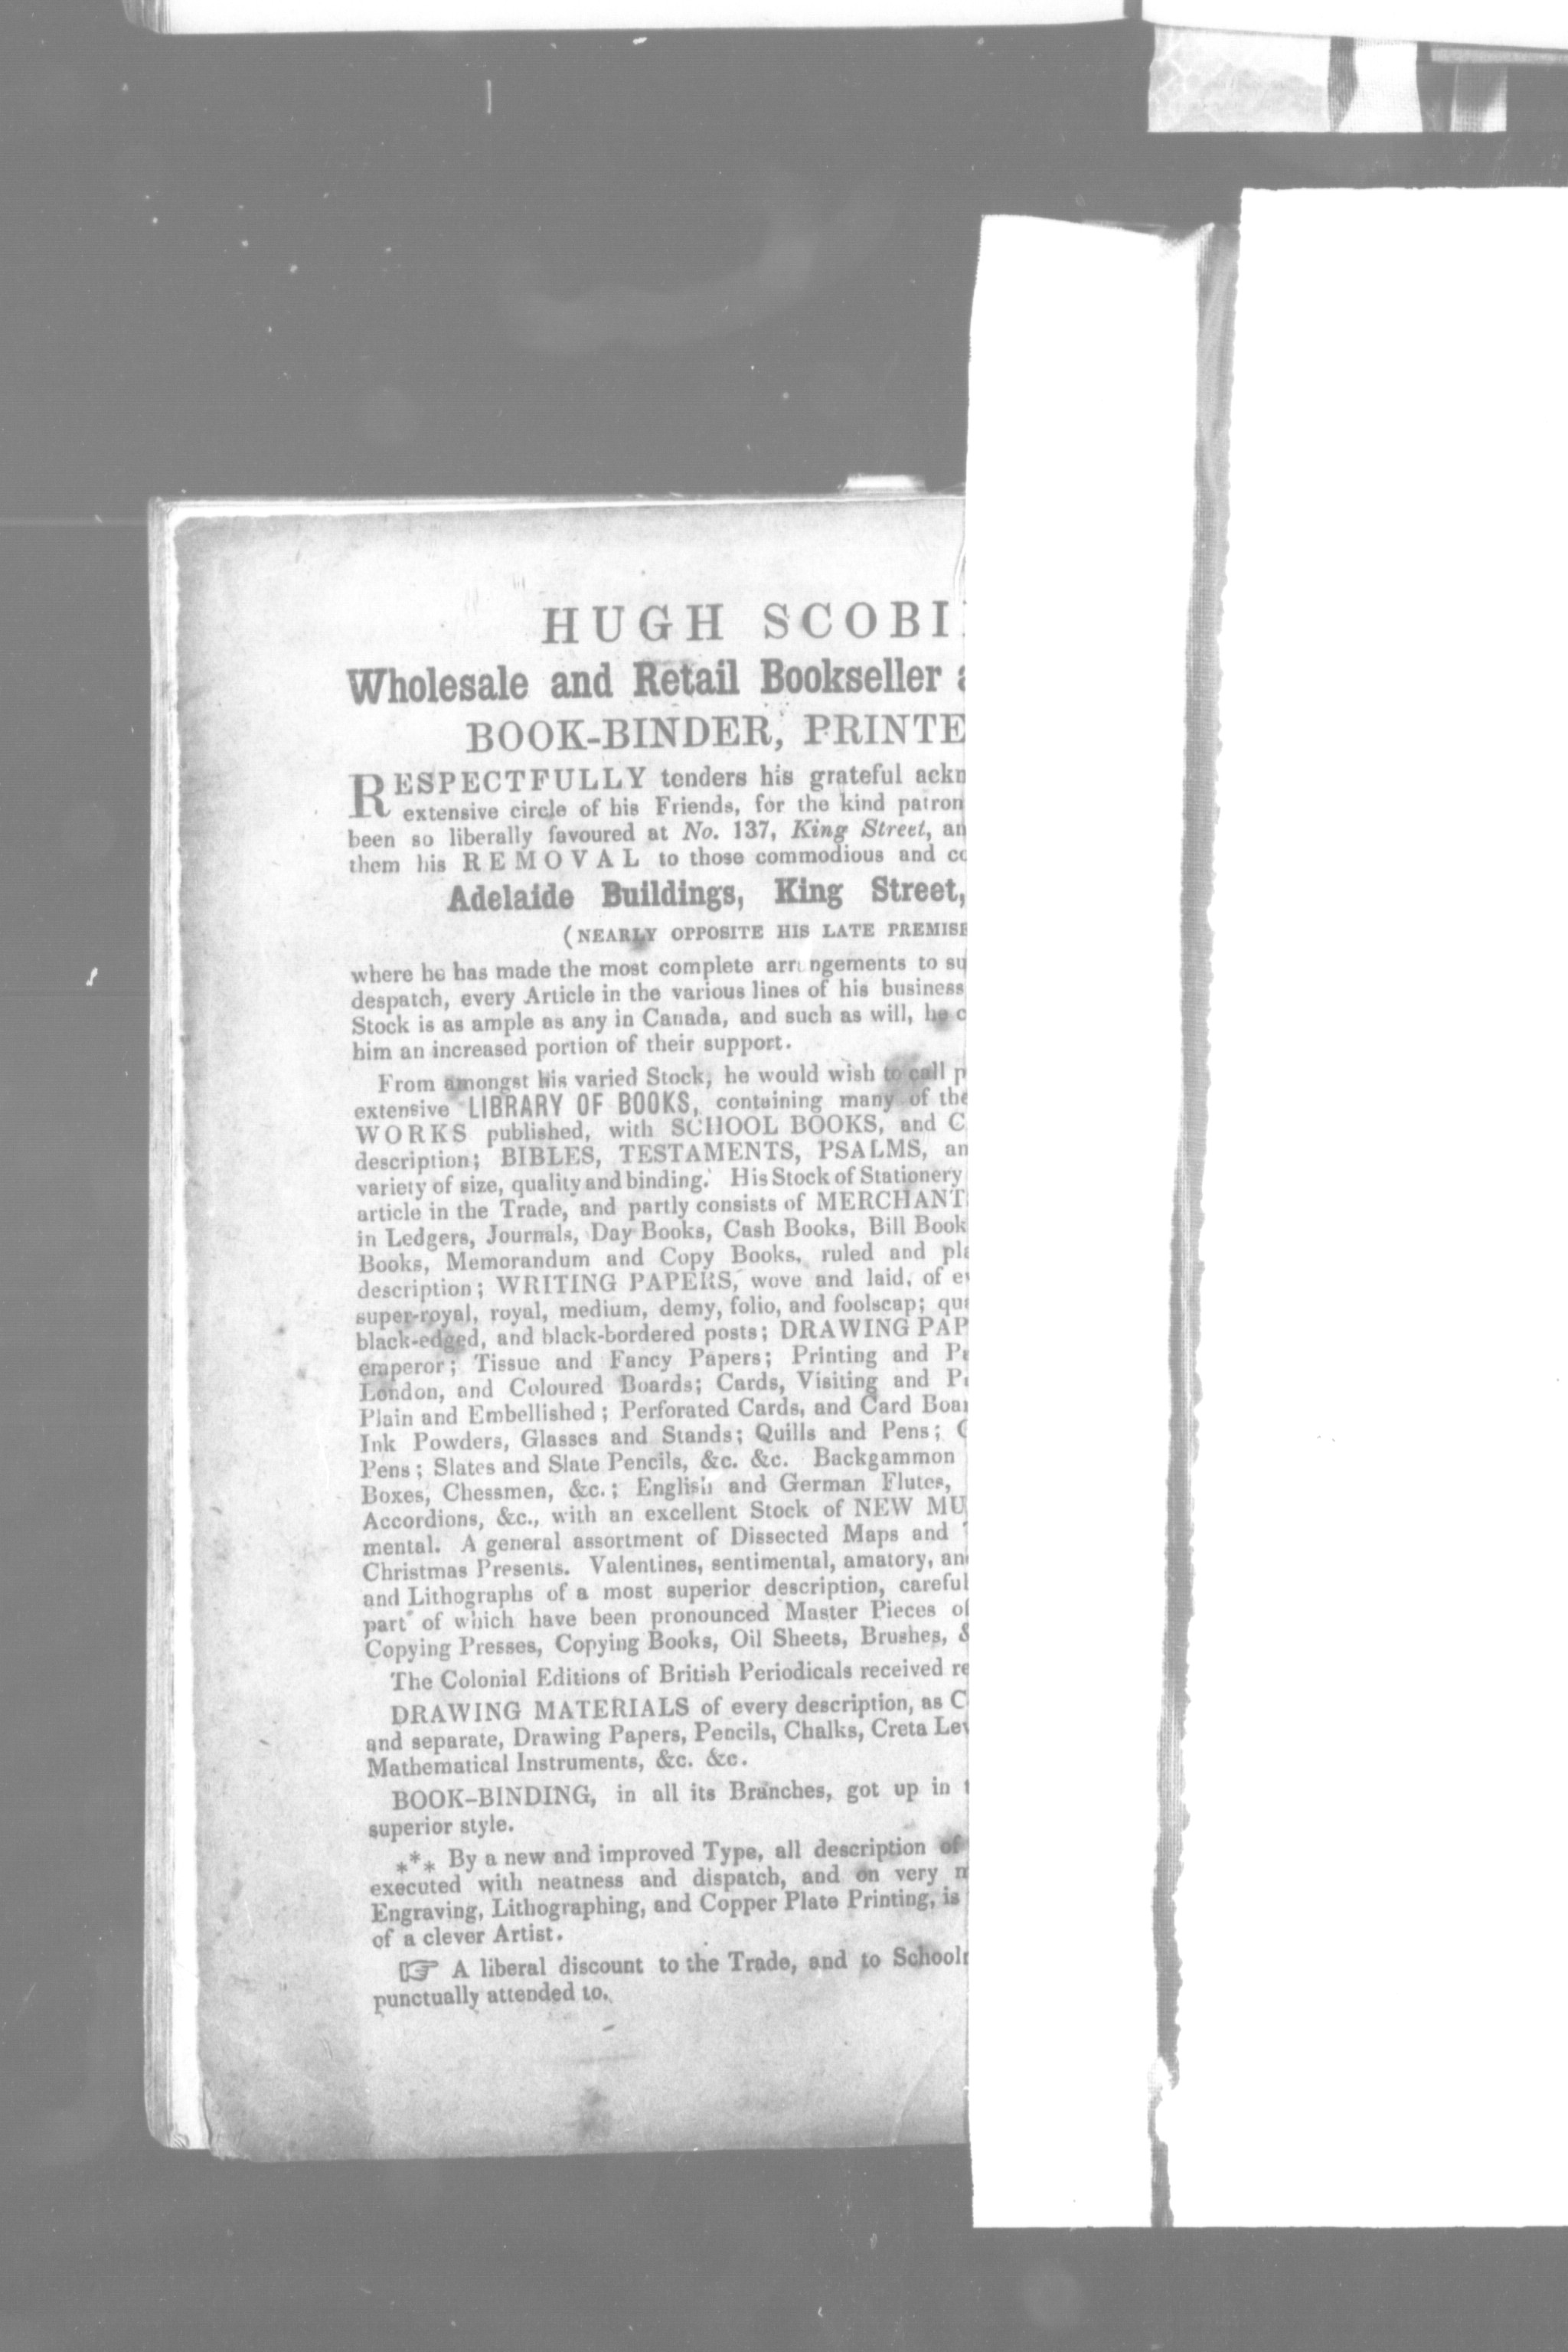 HUGH SCOBI
Wholesale and Retail Bookseller
BOOK-BINDER, PRINTE
RESPECTFULLY tenders his grateful ackn
extensive circle of his Friends, for the kind patron
been so liberally favoured at No. 137, King Street, an
them his REMOVAL to those commodious and co
Adelaide Buildings, King Street,
(NEARLY OPPOSITE HIS LATE PREMISE
where he has made the most complete arrangements to su
despatch, every Article in the various lines of his business
Stock is as ample as any in Canada, and such as will, he c
him an increased portion of their support.
From amongst his varied Stock, he would wish to call p
extensive LIBRARY OF BOOKS, containing many of the
WORKS published, with SCHOOL BOOKS, and C
description; BIBLES, TESTAMENTS, PSALMS, an
variety of size, quality and binding. His Stock of Stationery
article in the Trade, and partly consists of MERCHANT
in Ledgers, Journals, Day Books, Cash Books, Bill Book
Books, Memorandum and Copy Books, ruled and pla
description; WRITING PAPERS, wove and laid, of ev
super-royal, royal, medium, demy, folio, and foolscap; qua
black-edged, and black-bordered posts; DRAWING PAP
emperor; Tissue and Fancy Papers; Printing and Pa
London, and Coloured Boards; Cards, Visiting and P
Plain and Embellished; Perforated Cards, and Card Boar
Ink Powders, Glasses and Stands; Quills and Pens;
Pens; Slates and Slate Pencils, &c. &c. Backgammon
Boxes, Chessmen, &c.; English and German Flutes,
Accordions, &c., with an excellent Stock of NEW MU
mental. A general assortment of Dissected Maps and
Christmas Presents. Valentines, sentimental, amatory, an
and Lithographs of a most superior description, careful
part of which have been pronounced Master Pieces of
Copying Presses, Copying Books, Oil Sheets, Brushes, &
The Colonial Editions of British Periodicals received re
DRAWING MATERIALS of every description, as C
and separate, Drawing Papers, Pencils, Chalks, Creta Lev
Mathematical Instruments, &c. &c.
BOOK-BINDING, in all its Branches, got up in t
superior style.
*** By a new and improved Type, all description of
executed with neatness and dispatch, and on very m
Engraving, Lithographing, and Copper Plate Printing, is
of a clever Artist.
☞ A liberal discount to the Trade, and to School
punctually attended to.